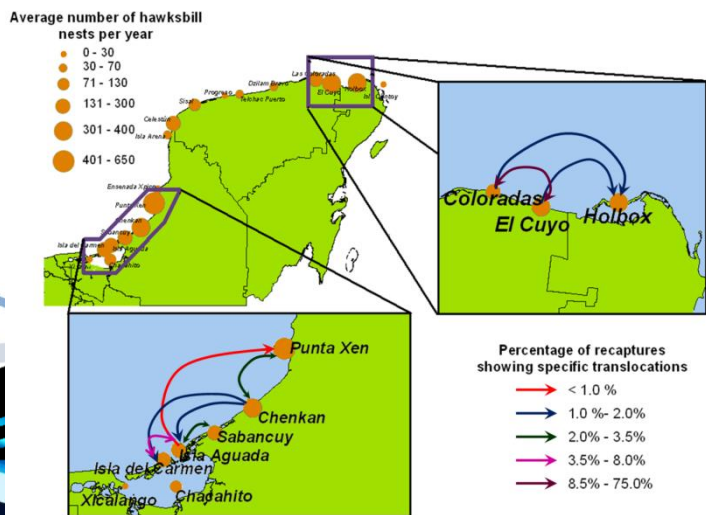 Average number of hawksbill
nests per year
0 - 30
30 - 70
71 - 130
131 - 300
301 - 400
401 - 650
Las Coloradas
El Cuyo
Holbox
Dzilam Bravo
Telchac Puerto
Progreso
Sisal
Celestún
Isla Arena
Punta Xen
Chenkan
Sabancuy
Isla Aguada
Isla del Carmen
Chacahito
Coloradas
El Cuyo
Holbox
Punta Xen
Chenkan
Sabancuy
Isla Aguada
Isla del Carmen
Xicalango
Chacahito
Percentage of recaptures
showing specific translocations
< 1.0 %
1.0 %- 2.0%
2.0% - 3.5%
3.5% - 8.0%
8.5% - 75.0%